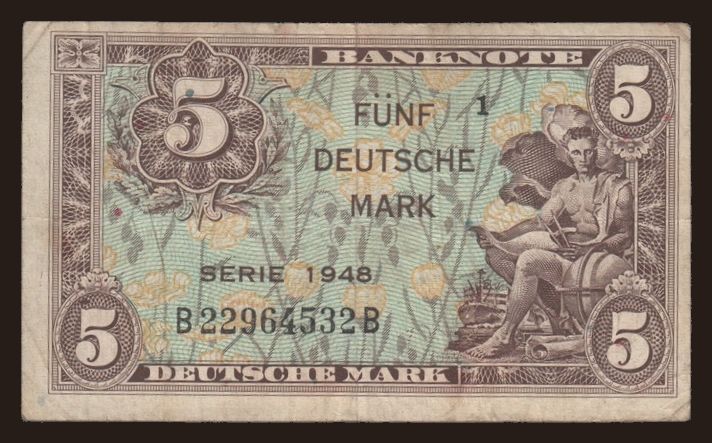 BANKNOTE
5
5
FÜNF 1
DEUTSCHE
MARK
SERIE 1948
B22964532B
5
5
DEUTSCHE MARK